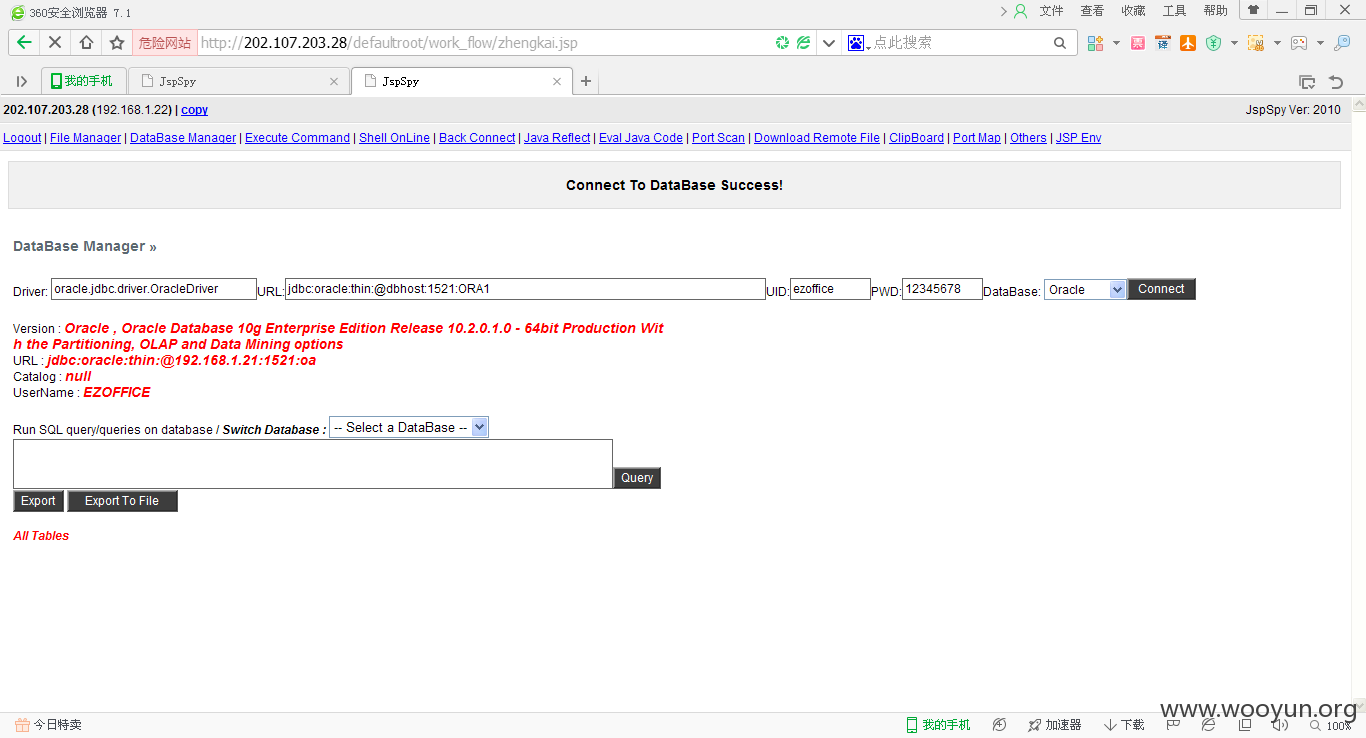 360安全浏览器 7.1
文件 查看 收藏 工具 帮助
危险网站 http://202.107.203.28/defaultroot/work_flow/zhengkai.jsp
点此搜索
我的手机 JspSpy JspSpy
202.107.203.28 (192.168.1.22) | copy
JspSpy Ver: 2010
Logout | File Manager | DataBase Manager | Execute Command | Shell OnLine | Back Connect | Java Reflect | Eval Java Code | Port Scan | Download Remote File | ClipBoard | Port Map | Others | JSP Env
Connect To DataBase Success!
DataBase Manager »
Driver: oracle.jdbc.driver.OracleDriver URL: jdbc:oracle:thin:@dbhost:1521:ORA1 UID: ezoffice PWD: 12345678 DataBase: Oracle Connect
Version : Oracle , Oracle Database 10g Enterprise Edition Release 10.2.0.1.0 - 64bit Production Wit
h the Partitioning, OLAP and Data Mining options
URL : jdbc:oracle:thin:@192.168.1.21:1521:oa
Catalog : null
UserName : EZOFFICE
Run SQL query/queries on database / Switch Database : -- Select a DataBase --
Query
Export Export To File
All Tables
www.wooyun.org
今日特卖 我的手机 加速器 下载 100%